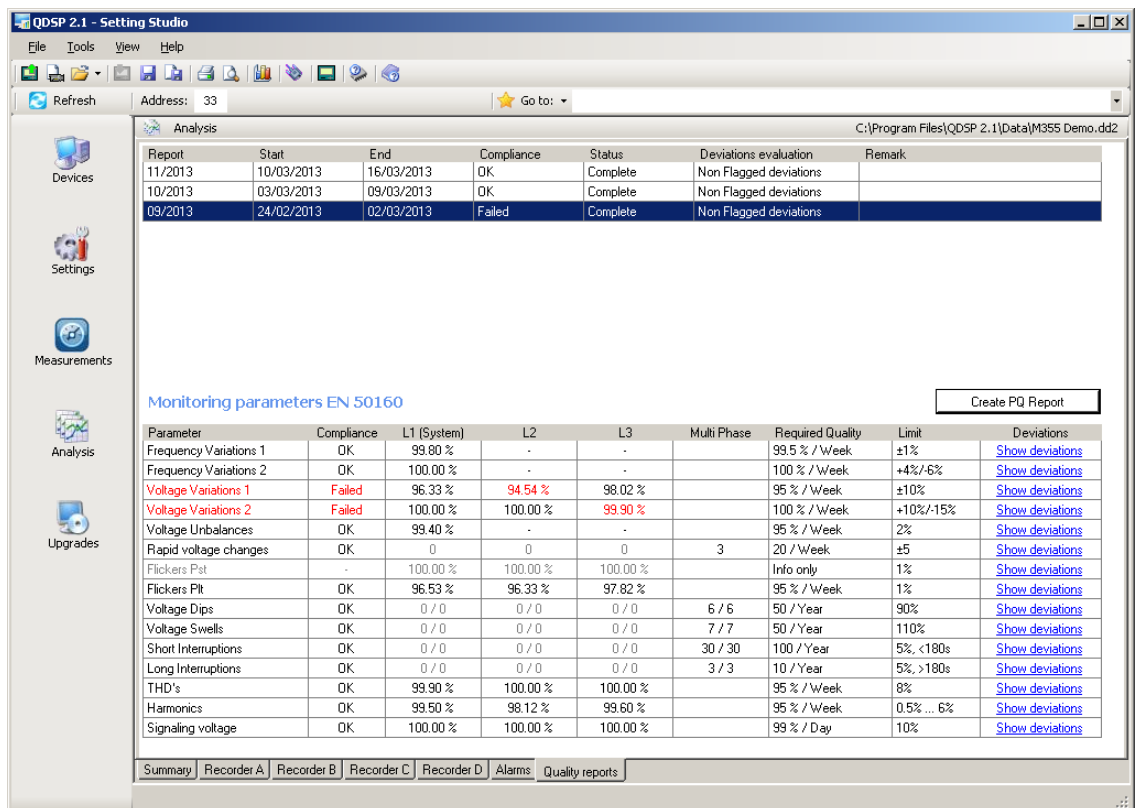 QDSP 2.1 - Setting Studio
File Tools View Help
Refresh Address: 33 Go to:
Analysis C:\Program Files\QDSP 2.1\Data\M355 Demo.dd2
Devices
Settings
Measurements
Analysis
Upgrades
Report Start End Compliance Status Deviations evaluation Remark
11/2013 10/03/2013 16/03/2013 OK Complete Non Flagged deviations
10/2013 03/03/2013 09/03/2013 OK Complete Non Flagged deviations
09/2013 24/02/2013 02/03/2013 Failed Complete Non Flagged deviations
Monitoring parameters EN 50160 Create PQ Report
Parameter Compliance L1 (System) L2 L3 Multi Phase Required Quality Limit Deviations
Frequency Variations 1 OK 99.80 % - - 99.5 % / Week ±1% Show deviations
Frequency Variations 2 OK 100.00 % - - 100 % / Week +4%/-6% Show deviations
Voltage Variations 1 Failed 96.33 % 94.54 % 98.02 % 95 % / Week ±10% Show deviations
Voltage Variations 2 Failed 100.00 % 100.00 % 99.90 % 100 % / Week +10%/-15% Show deviations
Voltage Unbalances OK 99.40 % - - 95 % / Week 2% Show deviations
Rapid voltage changes OK 0 0 0 3 20 / Week ±5 Show deviations
Flickers Pst - 100.00 % 100.00 % 100.00 % Info only 1% Show deviations
Flickers Plt OK 96.53 % 96.33 % 97.82 % 95 % / Week 1% Show deviations
Voltage Dips OK 0 / 0 0 / 0 0 / 0 6 / 6 50 / Year 90% Show deviations
Voltage Swells OK 0 / 0 0 / 0 0 / 0 7 / 7 50 / Year 110% Show deviations
Short Interruptions OK 0 / 0 0 / 0 0 / 0 30 / 30 100 / Year 5%, <180s Show deviations
Long Interruptions OK 0 / 0 0 / 0 0 / 0 3 / 3 10 / Year 5%, >180s Show deviations
THD's OK 99.90 % 100.00 % 100.00 % 95 % / Week 8% Show deviations
Harmonics OK 99.50 % 98.12 % 99.60 % 95 % / Week 0.5% ... 6% Show deviations
Signaling voltage OK 100.00 % 100.00 % 100.00 % 99 % / Day 10% Show deviations
Summary Recorder A Recorder B Recorder C Recorder D Alarms Quality reports